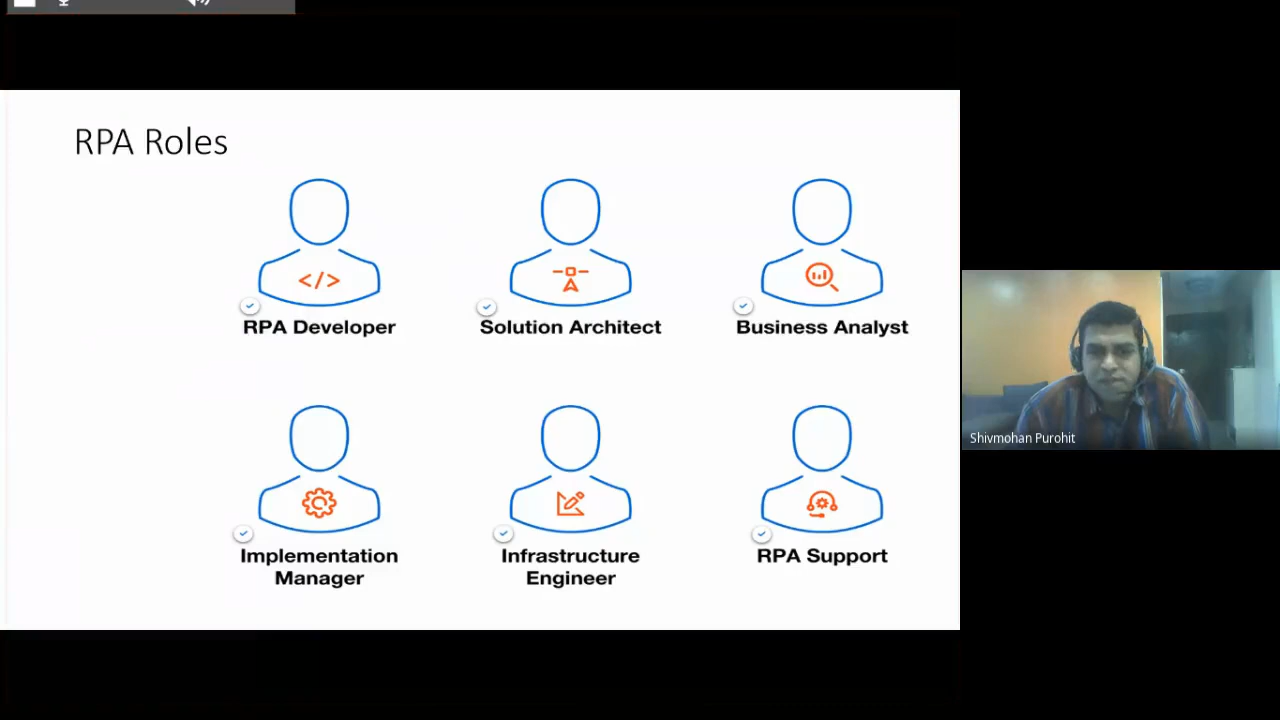 RPA Roles
</>
RPA Developer
Solution Architect
Business Analyst
Shivmohan Purohit
Implementation
Manager
Infrastructure
Engineer
RPA Support